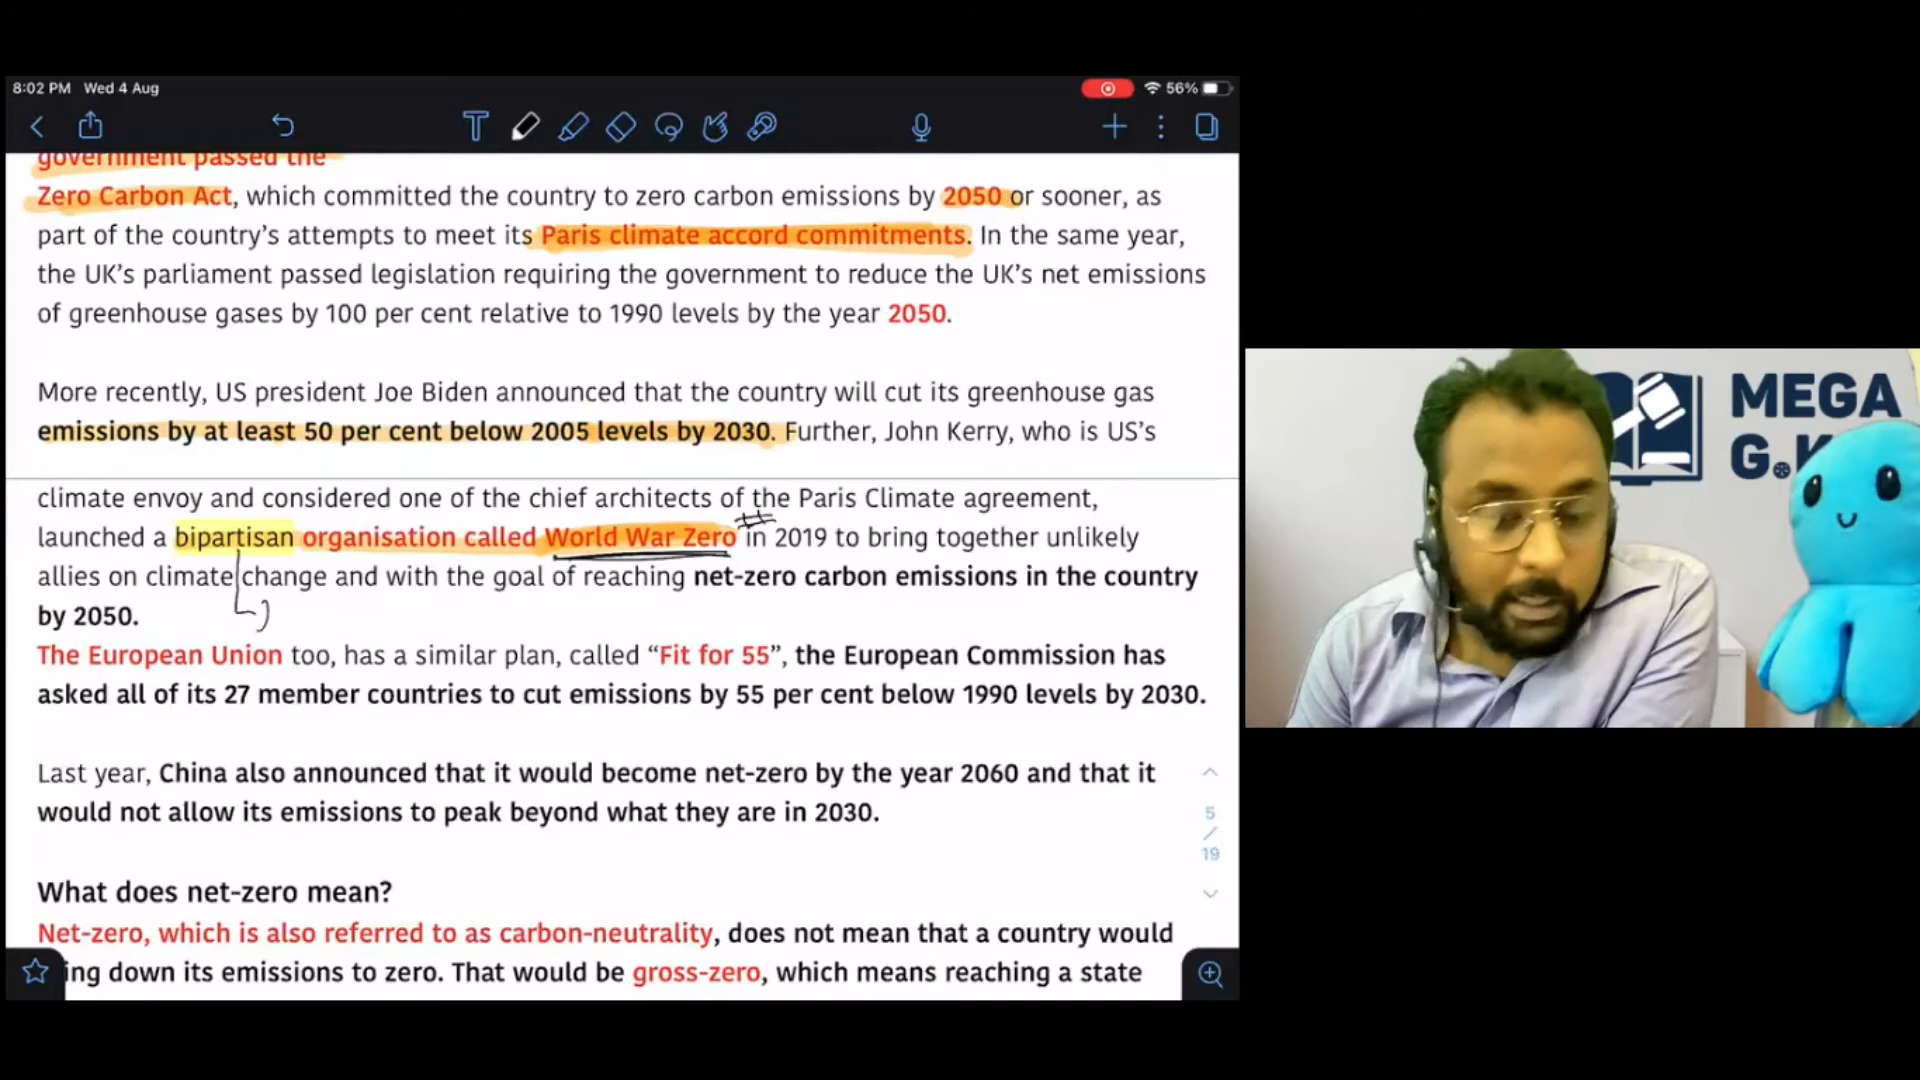 8:02 PM Wed 4 Aug
56%
government passed the
Zero Carbon Act, which committed the country to zero carbon emissions by 2050 or sooner, as
part of the country's attempts to meet its Paris climate accord commitments. In the same year,
the UK's parliament passed legislation requiring the government to reduce the UK's net emissions
of greenhouse gases by 100 per cent relative to 1990 levels by the year 2050.
More recently, US president Joe Biden announced that the country will cut its greenhouse gas
emissions by at least 50 per cent below 2005 levels by 2030. Further, John Kerry, who is US's
climate envoy and considered one of the chief architects of the Paris Climate agreement,
launched a bipartisan organisation called World War Zero in 2019 to bring together unlikely
allies on climate change and with the goal of reaching net-zero carbon emissions in the country
by 2050.
The European Union too, has a similar plan, called “Fit for 55”, the European Commission has
asked all of its 27 member countries to cut emissions by 55 per cent below 1990 levels by 2030.
Last year, China also announced that it would become net-zero by the year 2060 and that it
would not allow its emissions to peak beyond what they are in 2030.
5
/
19
What does net-zero mean?
Net-zero, which is also referred to as carbon-neutrality, does not mean that a country would
ing down its emissions to zero. That would be gross-zero, which means reaching a state
MEGA
G.K